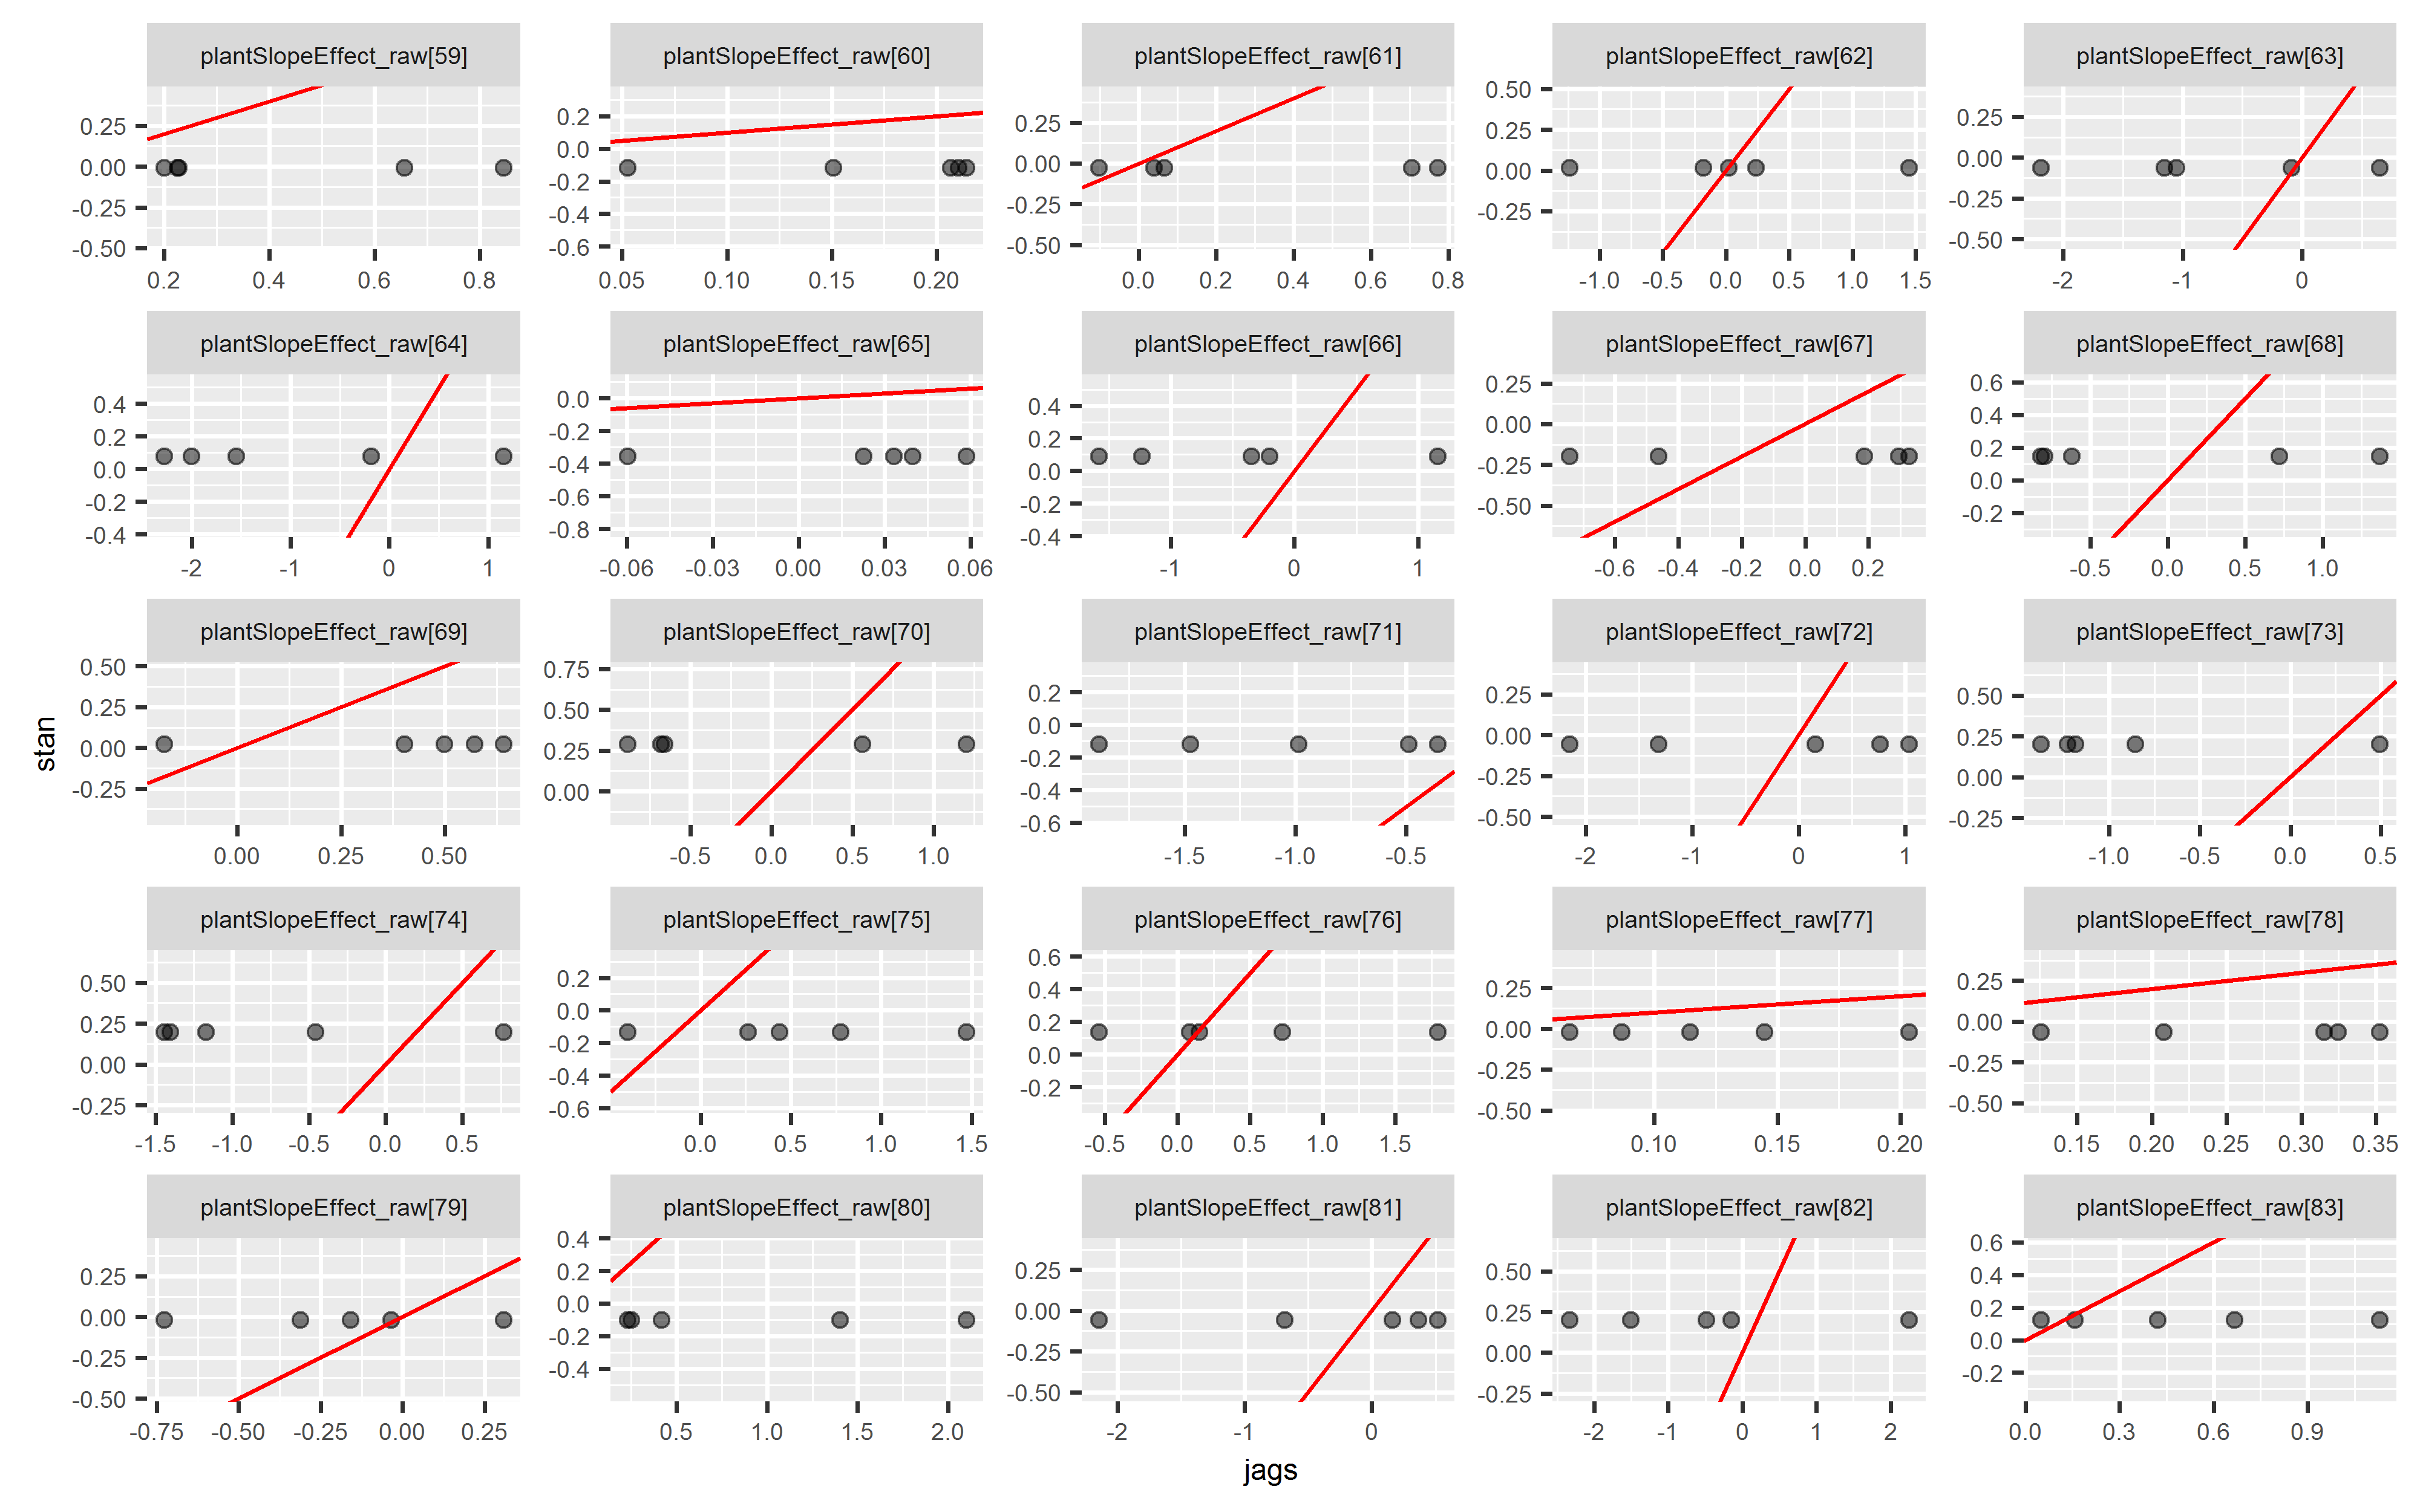 plantSlopeEffect_raw[59]
0.25
0.00
-0.25
-0.50
0.2 0.4 0.6 0.8
plantSlopeEffect_raw[60]
0.2
0.0
-0.2
-0.4
-0.6
0.05 0.10 0.15 0.20
plantSlopeEffect_raw[61]
0.25
0.00
-0.25
-0.50
0.0 0.2 0.4 0.6 0.8
plantSlopeEffect_raw[62]
0.50
0.25
0.00
-0.25
-1.0 -0.5 0.0 0.5 1.0 1.5
plantSlopeEffect_raw[63]
0.25
0.00
-0.25
-0.50
-2 -1 0
plantSlopeEffect_raw[64]
0.4
0.2
0.0
-0.2
-0.4
-2 -1 0 1
plantSlopeEffect_raw[65]
0.0
-0.2
-0.4
-0.6
-0.8
-0.06 -0.03 0.00 0.03 0.06
plantSlopeEffect_raw[66]
0.4
0.2
0.0
-0.2
-0.4
-1 0 1
plantSlopeEffect_raw[67]
0.25
0.00
-0.25
-0.50
-0.6 -0.4 -0.2 0.0 0.2
plantSlopeEffect_raw[68]
0.6
0.4
0.2
0.0
-0.2
-0.5 0.0 0.5 1.0
stan
plantSlopeEffect_raw[69]
0.50
0.25
0.00
-0.25
0.00 0.25 0.50
plantSlopeEffect_raw[70]
0.75
0.50
0.25
0.00
-0.5 0.0 0.5 1.0
plantSlopeEffect_raw[71]
0.2
0.0
-0.2
-0.4
-0.6
-1.5 -1.0 -0.5
plantSlopeEffect_raw[72]
0.25
0.00
-0.25
-0.50
-2 -1 0 1
plantSlopeEffect_raw[73]
0.50
0.25
0.00
-0.25
-1.0 -0.5 0.0 0.5
plantSlopeEffect_raw[74]
0.50
0.25
0.00
-0.25
-1.5 -1.0 -0.5 0.0 0.5
plantSlopeEffect_raw[75]
0.2
0.0
-0.2
-0.4
-0.6
0.0 0.5 1.0 1.5
plantSlopeEffect_raw[76]
0.6
0.4
0.2
0.0
-0.2
-0.5 0.0 0.5 1.0 1.5
plantSlopeEffect_raw[77]
0.25
0.00
-0.25
-0.50
0.10 0.15 0.20
plantSlopeEffect_raw[78]
0.25
0.00
-0.25
-0.50
0.15 0.20 0.25 0.30 0.35
plantSlopeEffect_raw[79]
0.25
0.00
-0.25
-0.50
-0.75 -0.50 -0.25 0.00 0.25
plantSlopeEffect_raw[80]
0.4
0.2
0.0
-0.2
-0.4
0.5 1.0 1.5 2.0
plantSlopeEffect_raw[81]
0.25
0.00
-0.25
-0.50
-2 -1 0
plantSlopeEffect_raw[82]
0.50
0.25
0.00
-0.25
-2 -1 0 1 2
plantSlopeEffect_raw[83]
0.6
0.4
0.2
0.0
-0.2
0.0 0.3 0.6 0.9
jags